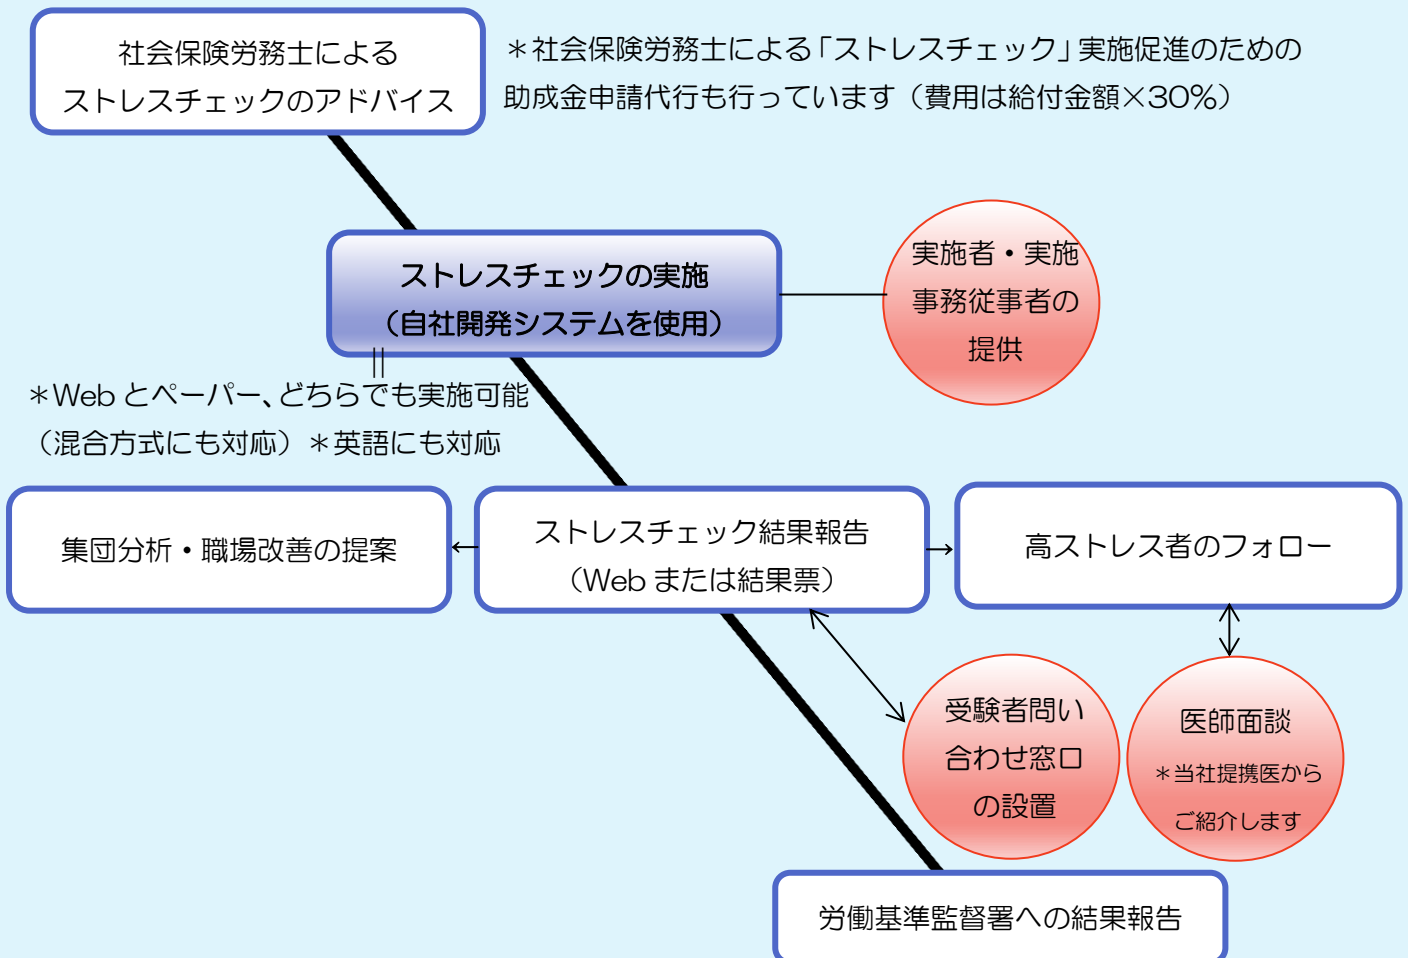 社会保険労務士による
ストレスチェックのアドバイス
＊社会保険労務士による「ストレスチェック」実施促進のための
助成金申請代行も行っています（費用は給付金額×30％）
ストレスチェックの実施
（自社開発システムを使用）
実施者・実施
事務従事者の
提供
＊Web とペーパー、どちらでも実施可能
（混合方式にも対応）＊英語にも対応
集団分析・職場改善の提案
ストレスチェック結果報告
（Web または結果票）
高ストレス者のフォロー
受験者問い
合わせ窓口
の設置
医師面談
＊当社提携医から
ご紹介します
労働基準監督署への結果報告